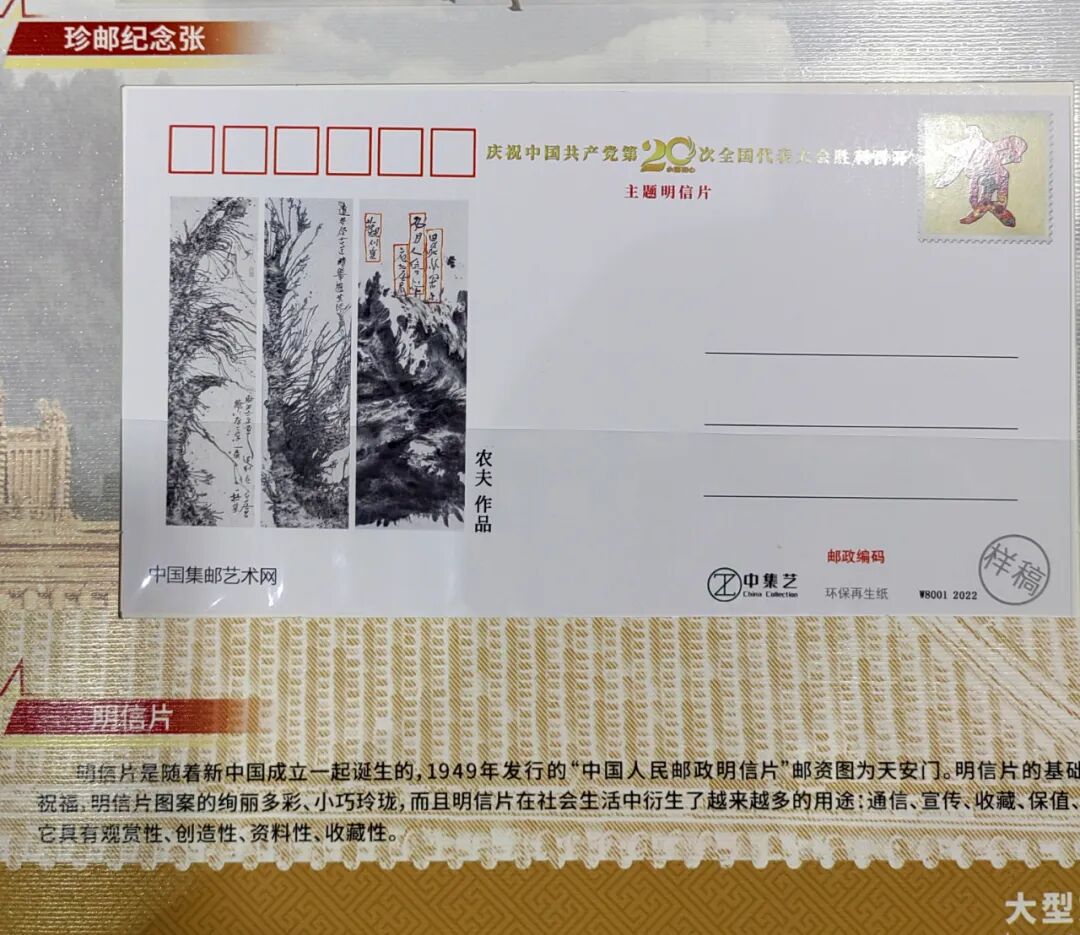 珍邮纪念张
庆祝中国共产党第20次全国代表大会胜利召开
主题明信片
贺
农夫 作品
中国集邮艺术网
中集艺
China Collection
邮政编码
环保再生纸
W8001 2022
样稿
明信片
明信片是随着新中国成立一起诞生的,1949年发行的“中国人民邮政明信片”邮资图为天安门。明信片的基础
祝福,明信片图案的绚丽多彩、小巧玲珑,而且明信片在社会生活中衍生了越来越多的用途:通信、宣传、收藏、保值、
它具有观赏性、创造性、资料性、收藏性。
大型